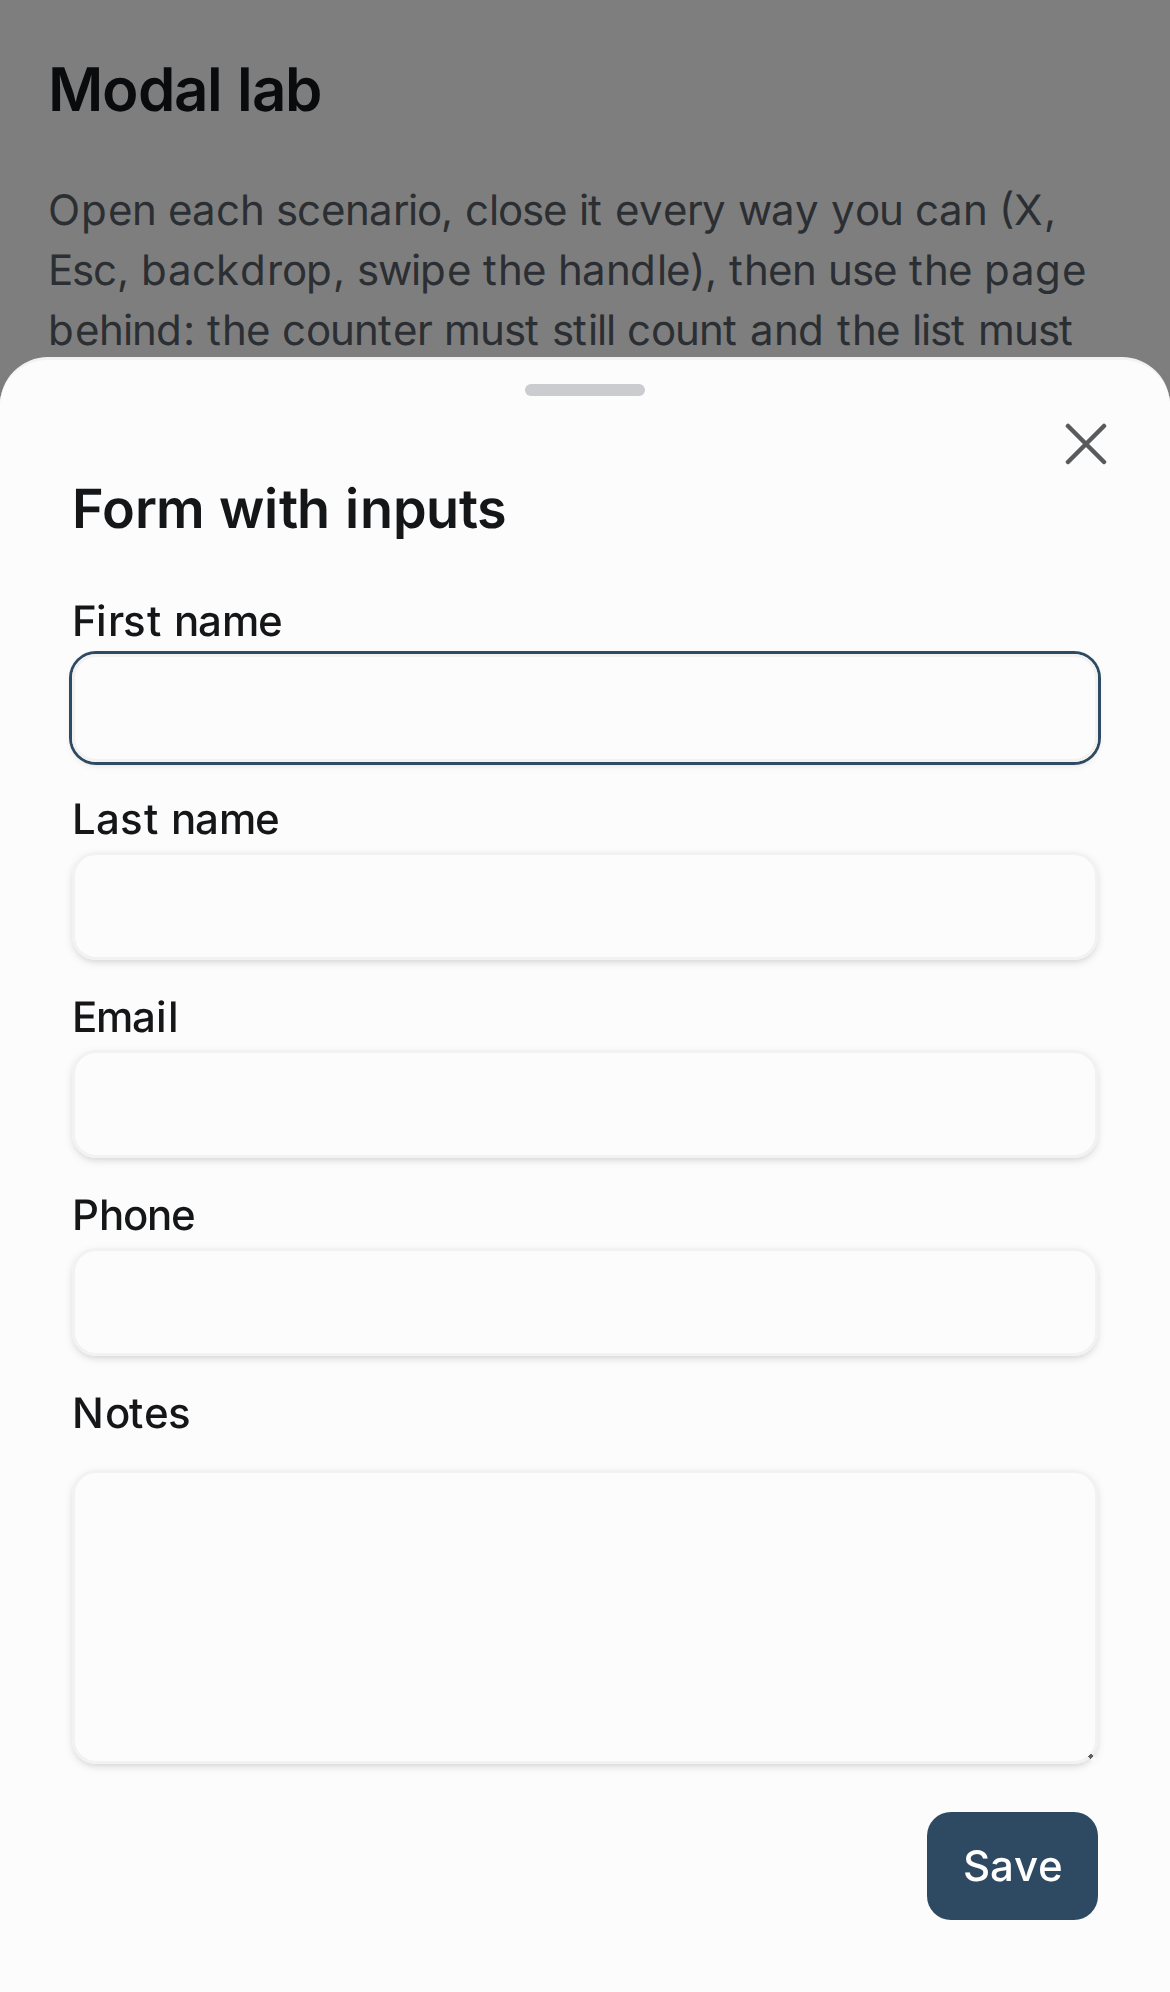 Modal lab
Open each scenario, close it every way you can (X,
Esc, backdrop, swipe the handle), then use the page
behind: the counter must still count and the list must
Form with inputs
First name
Last name
Email
Phone
Notes
Save